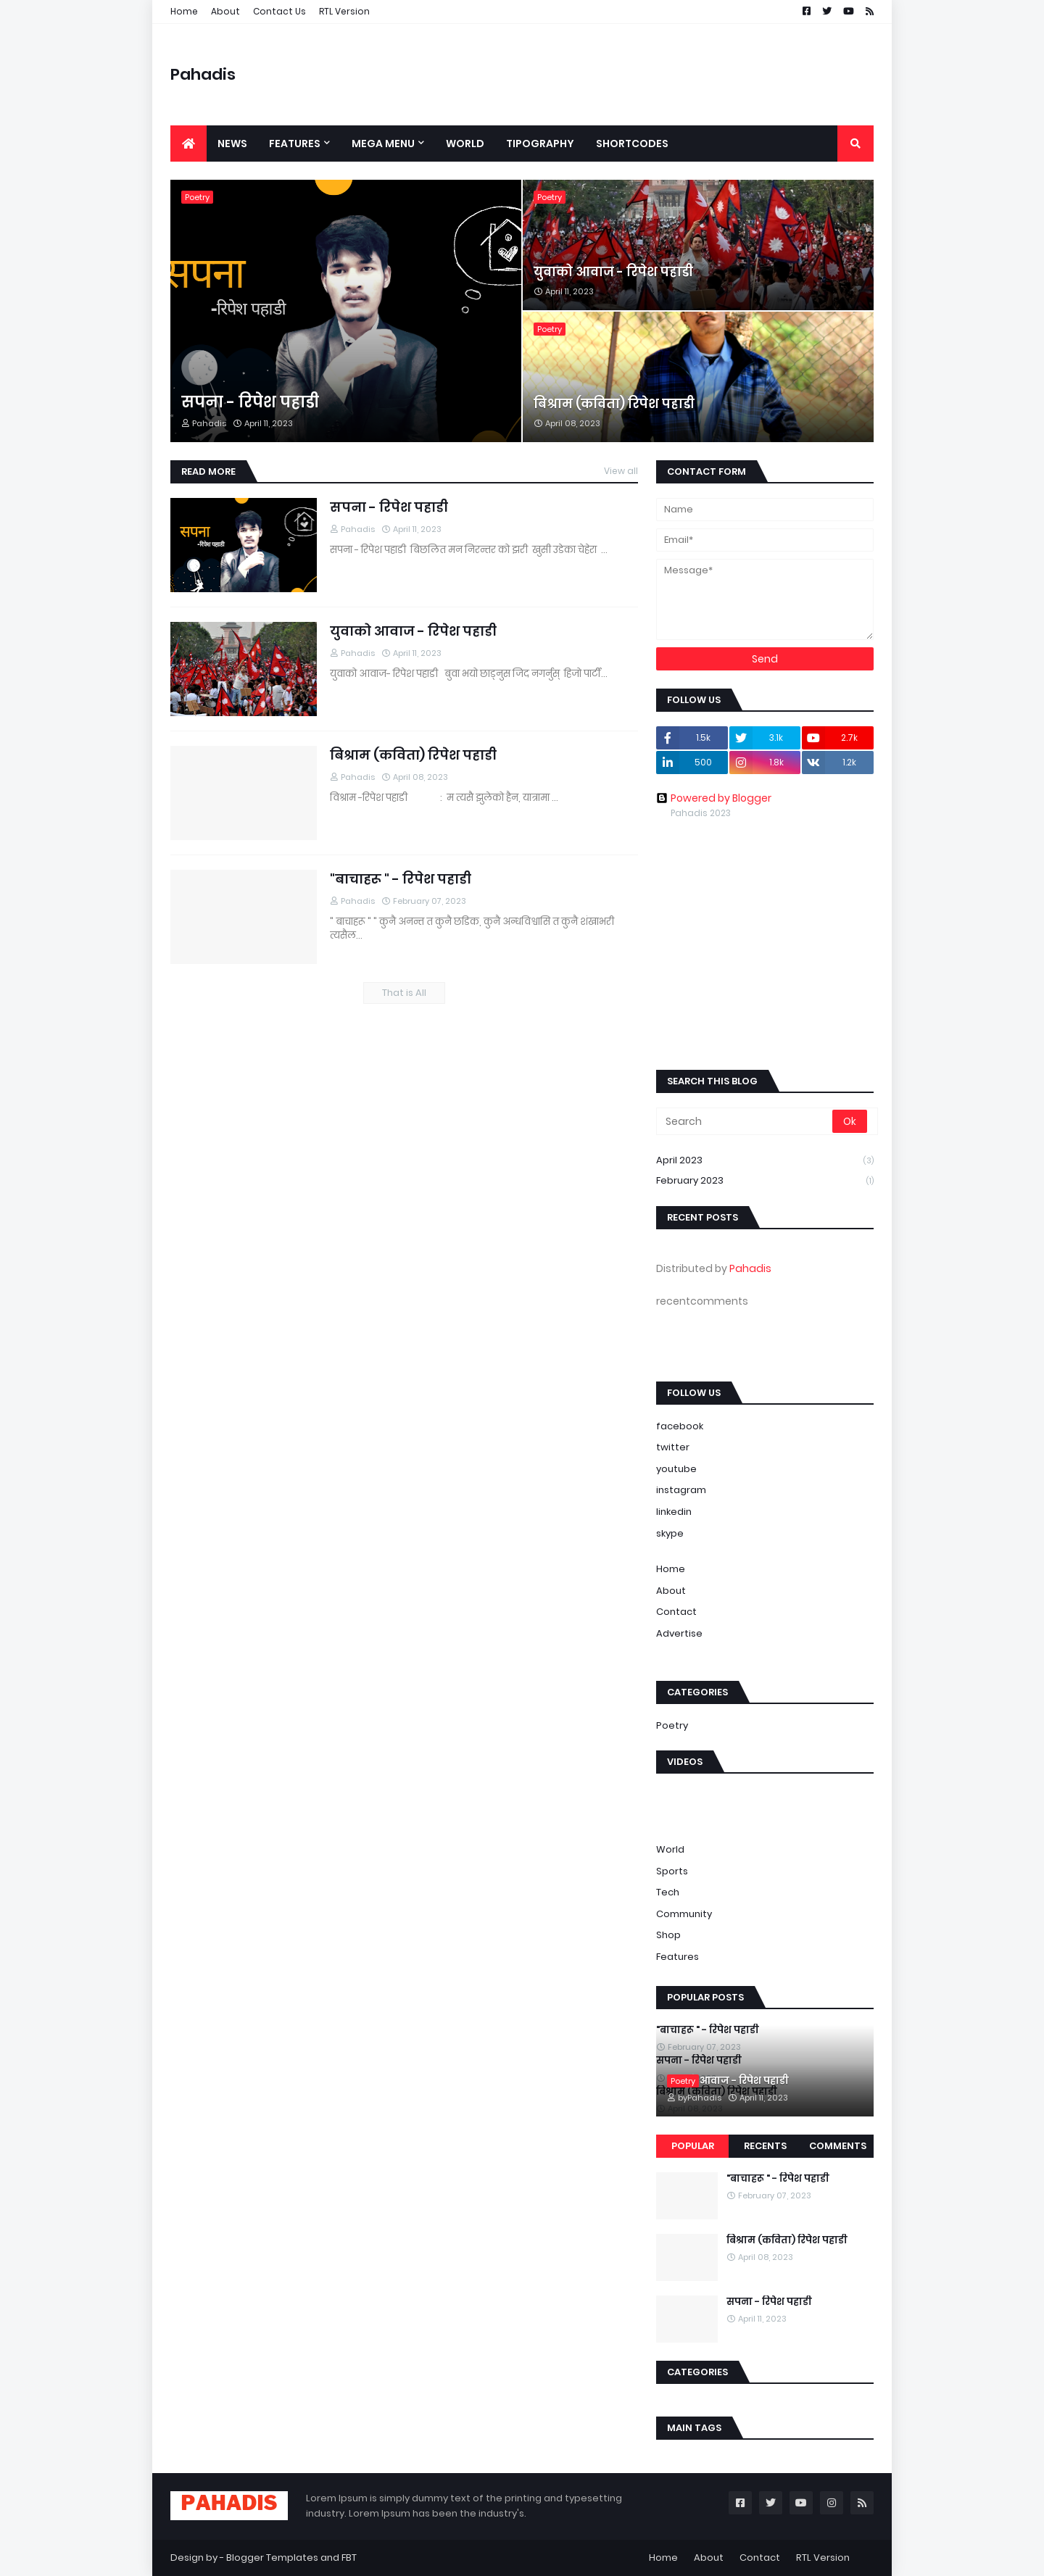 Home About Contact Us RTL Version
Pahadis
NEWS FEATURES MEGA MENU WORLD TIPOGRAPHY SHORTCODES
Poetry
सपना
-रिपेश पहाडी
सपना - रिपेश पहाडी
Pahadis April 11, 2023
Poetry
युवाको आवाज - रिपेश पहाडी
April 11, 2023
Poetry
बिश्राम (कविता) रिपेश पहाडी
April 08, 2023
READ MORE View all
सपना
-रिपेश पहाडी
सपना - रिपेश पहाडी
Pahadis April 11, 2023
सपना - रिपेश पहाडी बिछलित मन निरन्तर को झरी खुसी उडेका चेहेरा ...
युवाको आवाज - रिपेश पहाडी
Pahadis April 11, 2023
युवाको आवाज- रिपेश पहाडी बुवा भयो छाड्नुस जिद नगर्नुस् हिजो पार्टी...
बिश्राम (कविता) रिपेश पहाडी
Pahadis April 08, 2023
विश्राम -रिपेश पहाडी : म त्यसै झुलेको हैन, यात्रामा ...
"बाचाहरू " - रिपेश पहाडी
Pahadis February 07, 2023
" बाचाहरू " " कुनै अनन्त त कुनै छडिक, कुनै अन्धविश्वासि त कुनै शंखाभरी
त्यसैल...
That is All
CONTACT FORM
Name
Email*
Message*
Send
FOLLOW US
1.5k 3.1k 2.7k
500 1.8k 1.2k
Powered by Blogger
Pahadis 2023
SEARCH THIS BLOG
Search Ok
April 2023 (3)
February 2023 (1)
RECENT POSTS
Distributed by Pahadis
recentcomments
FOLLOW US
facebook
twitter
youtube
instagram
linkedin
skype
Home
About
Contact
Advertise
CATEGORIES
Poetry
VIDEOS
World
Sports
Tech
Community
Shop
Features
POPULAR POSTS
"बाचाहरू " - रिपेश पहाडी
February 07, 2023
सपना - रिपेश पहाडी
Poetry आवाज - रिपेश पहाडी
बिश्राम (कविता) रिपेश पहाडी
byPahadis April 11, 2023
POPULAR RECENTS COMMENTS
"बाचाहरू " - रिपेश पहाडी
February 07, 2023
बिश्राम (कविता) रिपेश पहाडी
April 08, 2023
सपना - रिपेश पहाडी
April 11, 2023
CATEGORIES
MAIN TAGS
PAHADIS
Lorem Ipsum is simply dummy text of the printing and typesetting
industry. Lorem Ipsum has been the industry's.
Design by - Blogger Templates and FBT
Home About Contact RTL Version